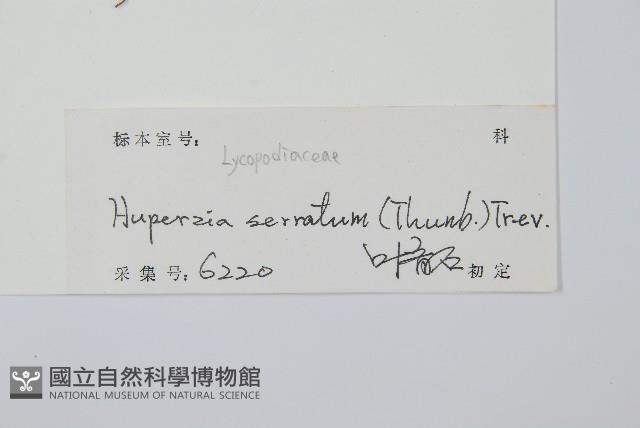 标本室号： 科
Lycopodiaceae
Huperzia serratum (Thunb.) Trev.
采集号：6220 初定
國立自然科學博物館
NATIONAL MUSEUM OF NATURAL SCIENCE